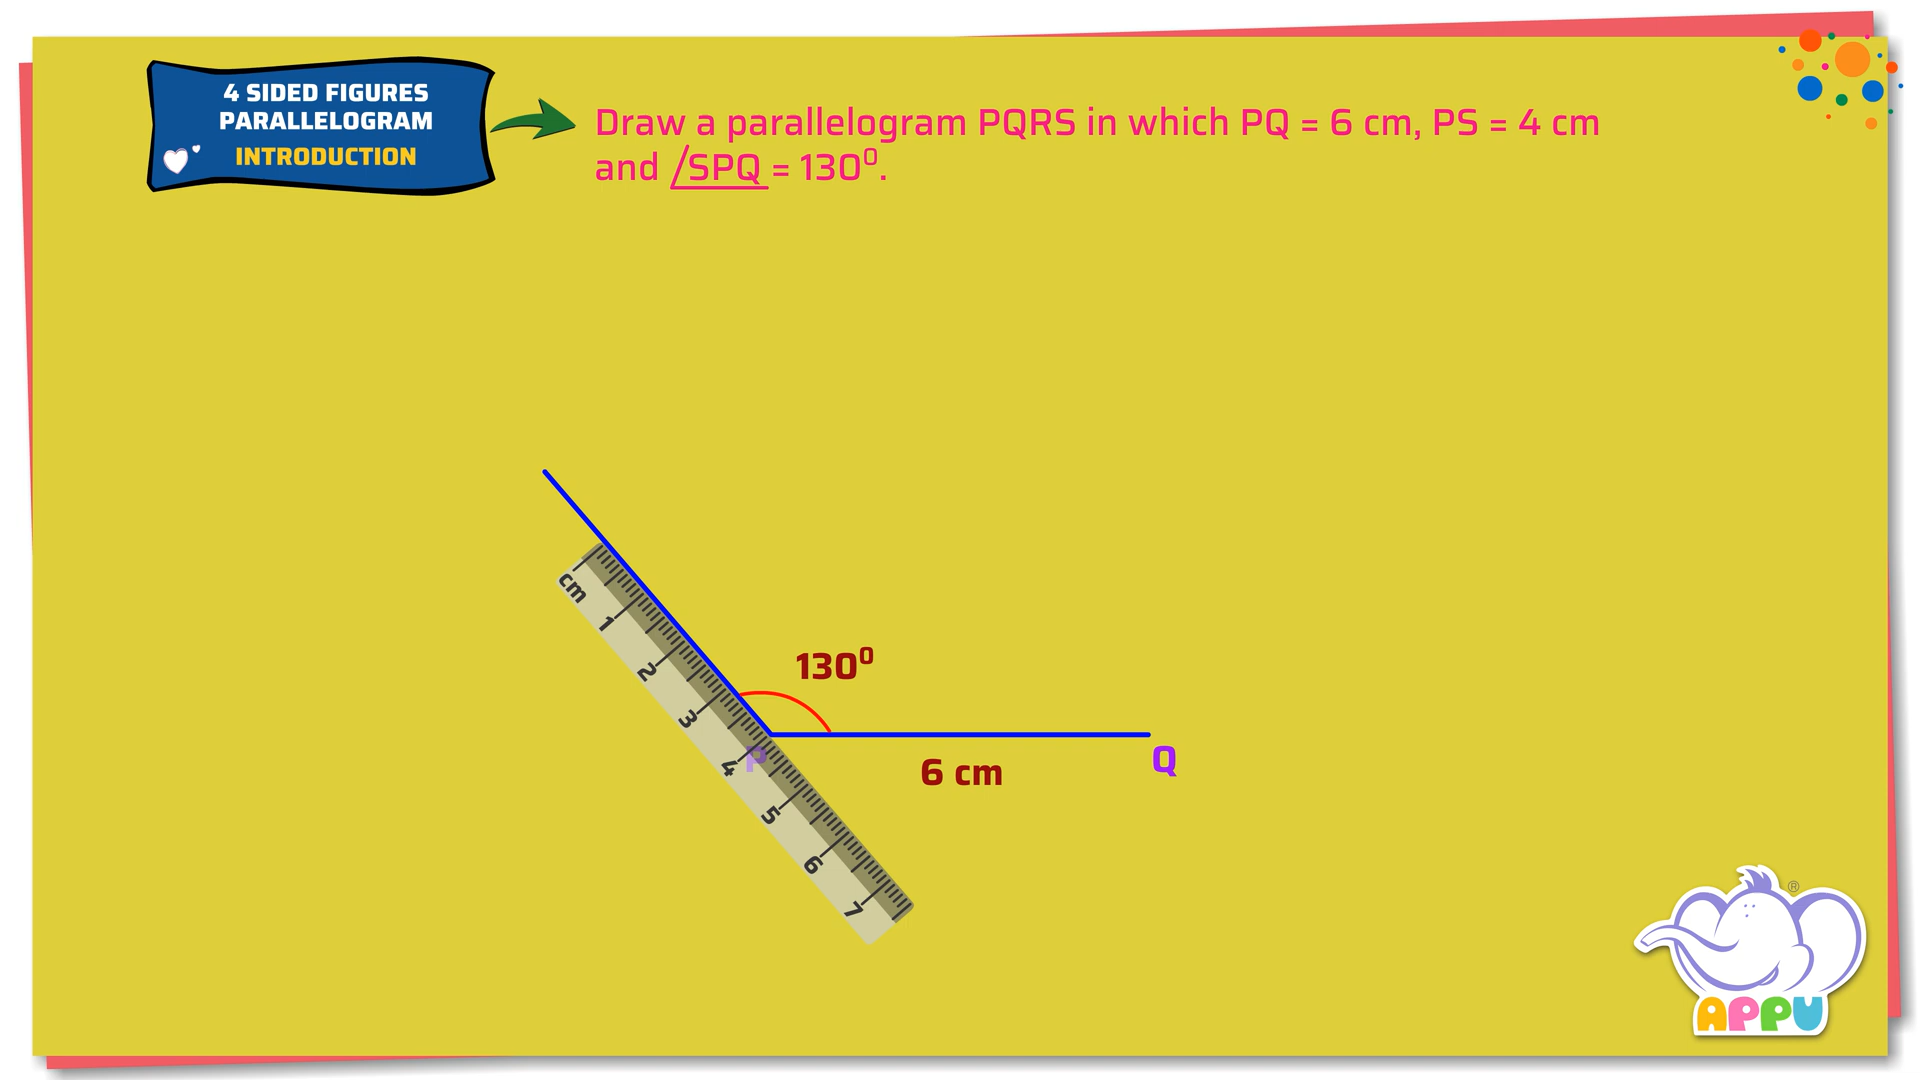 4 SIDED FIGURES
PARALLELOGRAM
INTRODUCTION
Draw a parallelogram PQRS in which PQ = 6 cm, PS = 4 cm
and ∠SPQ = 130⁰.
cm 1 2 3 4 5 6 7
130⁰
P
Q
6 cm
®
APPU